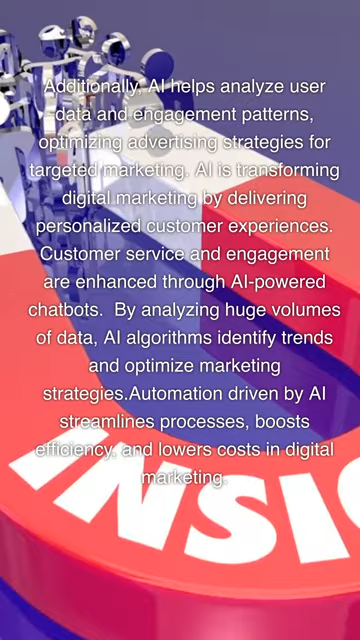 Additionally, AI helps analyze user
data and engagement patterns,
optimizing advertising strategies for
targeted marketing. AI is transforming
digital marketing by delivering
personalized customer experiences.
Customer service and engagement
are enhanced through AI-powered
chatbots.  By analyzing huge volumes
of data, AI algorithms identify trends
and optimize marketing
strategies.Automation driven by AI
streamlines processes, boosts
efficiency, and lowers costs in digital
marketing.
INSI